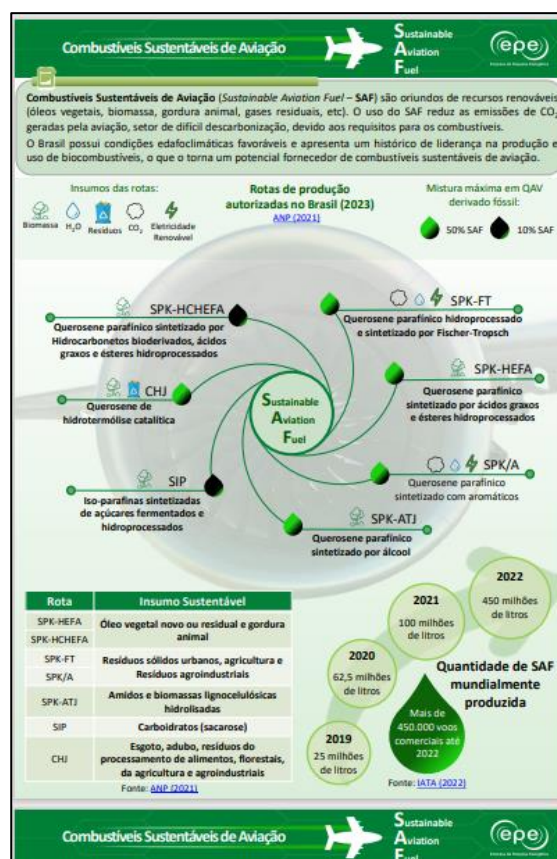 Combustíveis Sustentáveis de Aviação
Sustainable
Aviation
Fuel
epe
Empresa de Pesquisa Energética
Combustíveis Sustentáveis de Aviação (Sustainable Aviation Fuel – SAF) são oriundos de recursos renováveis
(óleos vegetais, biomassa, gordura animal, gases residuais, etc). O uso do SAF reduz as emissões de CO₂
geradas pela aviação, setor de difícil descarbonização, devido aos requisitos para os combustíveis.
O Brasil possui condições edafoclimáticas favoráveis e apresenta um histórico de liderança na produção e
uso de biocombustíveis, o que o torna um potencial fornecedor de combustíveis sustentáveis de aviação.
Insumos das rotas:
Biomassa
H₂O
Resíduos
CO₂
Eletricidade
Renovável
Rotas de produção
autorizadas no Brasil (2023)
ANP (2021)
Mistura máxima em QAV
derivado fóssil:
50% SAF
10% SAF
SPK-HCHEFA
Querosene parafínico sintetizado por
Hidrocarbonetos bioderivados, ácidos
graxos e ésteres hidroprocessados
SPK-FT
Querosene parafínico hidroprocessado
e sintetizado por Fischer-Tropsch
CHJ
Querosene de
hidrotermólise catalítica
SPK-HEFA
Querosene parafínico
sintetizado por ácidos graxos
e ésteres hidroprocessados
Sustainable
Aviation
Fuel
SIP
Iso-parafinas sintetizadas
de açúcares fermentados e
hidroprocessados
SPK/A
Querosene parafínico
sintetizado com aromáticos
SPK-ATJ
Querosene parafínico
sintetizado por álcool
Rota Insumo Sustentável
SPK-HEFA
SPK-HCHEFA
Óleo vegetal novo ou residual e gordura
animal
SPK-FT
SPK/A
Resíduos sólidos urbanos, agricultura e
Resíduos agroindustriais
SPK-ATJ
Amidos e biomassas lignocelulósicas
hidrolisadas
SIP Carboidratos (sacarose)
CHJ
Esgoto, adubo, resíduos do
processamento de alimentos, florestais,
da agricultura e agroindustriais
Fonte: ANP (2021)
2022
450 milhões
de litros
2021
100 milhões
de litros
2020
62,5 milhões
de litros
2019
25 milhões
de litros
Quantidade de SAF
mundialmente
produzida
Mais de
450.000 voos
comerciais até
2022
Fonte: IATA (2022)
Combustíveis Sustentáveis de Aviação
Sustainable
Aviation
Fuel
epe
Empresa de Pesquisa Energética